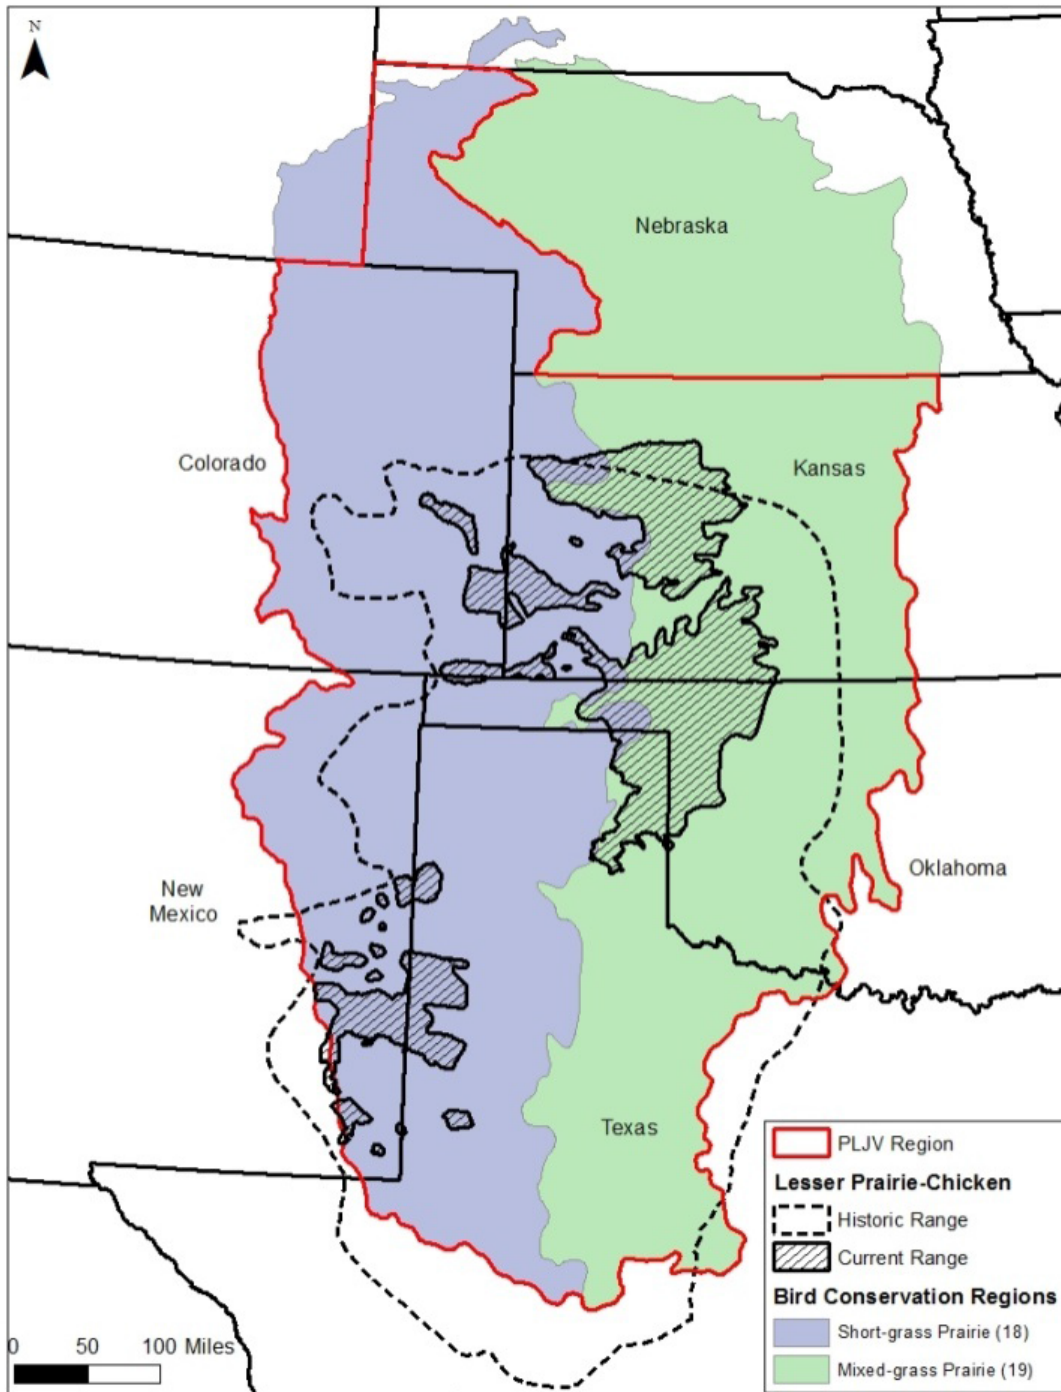 N
Nebraska
Colorado
Kansas
New
Mexico
Oklahoma
Texas
PLJV Region
Lesser Prairie-Chicken
Historic Range
Current Range
Bird Conservation Regions
Short-grass Prairie (18)
Mixed-grass Prairie (19)
0 50 100 Miles